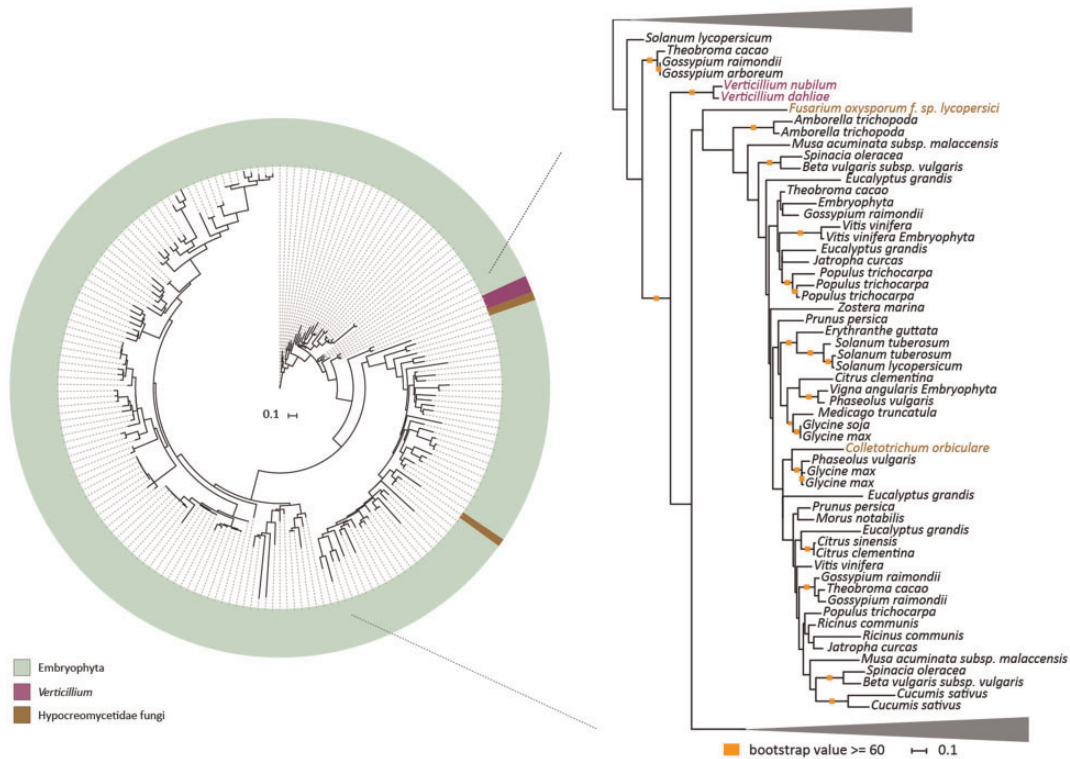 0.1
Embryophyta
Verticillium
Hypocreomycetidae fungi
Solanum lycopersicum
Theobroma cacao
Gossypium raimondii
Gossypium arboreum
Verticillium nubilum
Verticillium dahliae
Fusarium oxysporum f. sp. lycopersici
Amborella trichopoda
Amborella trichopoda
Musa acuminata subsp. malaccensis
Spinacia oleracea
Beta vulgaris subsp. vulgaris
Eucalyptus grandis
Theobroma cacao
Embryophyta
Gossypium raimondii
Vitis vinifera
Vitis vinifera Embryophyta
Eucalyptus grandis
Jatropha curcas
Populus trichocarpa
Populus trichocarpa
Populus trichocarpa
Zostera marina
Prunus persica
Erythranthe guttata
Solanum tuberosum
Solanum tuberosum
Solanum lycopersicum
Citrus clementina
Vigna angularis Embryophyta
Phaseolus vulgaris
Medicago truncatula
Glycine soja
Glycine max
Colletotrichum orbiculare
Phaseolus vulgaris
Glycine max
Glycine max
Eucalyptus grandis
Prunus persica
Morus notabilis
Eucalyptus grandis
Citrus sinensis
Citrus clementina
Vitis vinifera
Gossypium raimondii
Theobroma cacao
Gossypium raimondii
Populus trichocarpa
Ricinus communis
Ricinus communis
Jatropha curcas
Musa acuminata subsp. malaccensis
Spinacia oleracea
Beta vulgaris subsp. vulgaris
Cucumis sativus
Cucumis sativus
bootstrap value >= 60 0.1